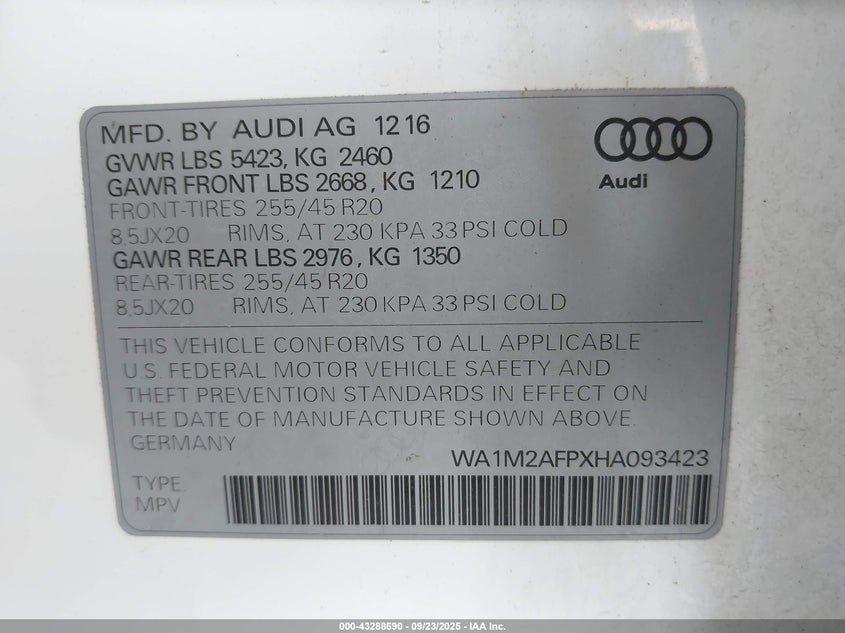 MFD. BY AUDI AG 12 16
GVWR LBS 5423, KG 2460
GAWR FRONT LBS 2668, KG 1210
FRONT-TIRES 255/45 R20
8,5JX20 RIMS, AT 230 KPA 33 PSI COLD
GAWR REAR LBS 2976, KG 1350
REAR-TIRES 255/45 R20
8,5JX20 RIMS, AT 230 KPA 33 PSI COLD
Audi
THIS VEHICLE CONFORMS TO ALL APPLICABLE
U.S. FEDERAL MOTOR VEHICLE SAFETY AND
THEFT PREVENTION STANDARDS IN EFFECT ON
THE DATE OF MANUFACTURE SHOWN ABOVE.
GERMANY
WA1M2AFPXHA093423
TYPE
MPV
000-43288690 - 09/23/2025 - IAA Inc.